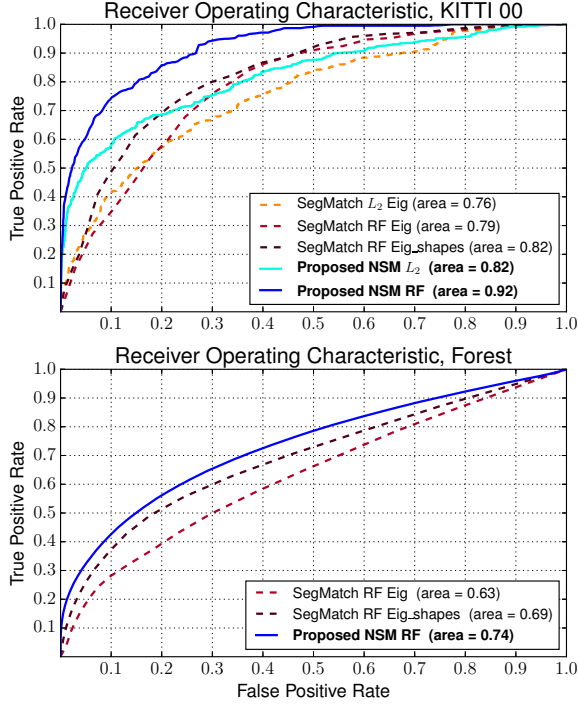 Receiver Operating Characteristic, KITTI 00
1.0
0.9
0.8
0.7
0.6
0.5
0.4
0.3
0.2
0.1
True Positive Rate
SegMatch L2 Eig (area = 0.76)
SegMatch RF Eig (area = 0.79)
SegMatch RF Eig_shapes (area = 0.82)
Proposed NSM L2 (area = 0.82)
Proposed NSM RF (area = 0.92)
0.1 0.2 0.3 0.4 0.5 0.6 0.7 0.8 0.9 1.0
Receiver Operating Characteristic, Forest
1.0
0.9
0.8
0.7
0.6
0.5
0.4
0.3
0.2
0.1
True Positive Rate
SegMatch RF Eig (area = 0.63)
SegMatch RF Eig_shapes (area = 0.69)
Proposed NSM RF (area = 0.74)
0.1 0.2 0.3 0.4 0.5 0.6 0.7 0.8 0.9 1.0
False Positive Rate